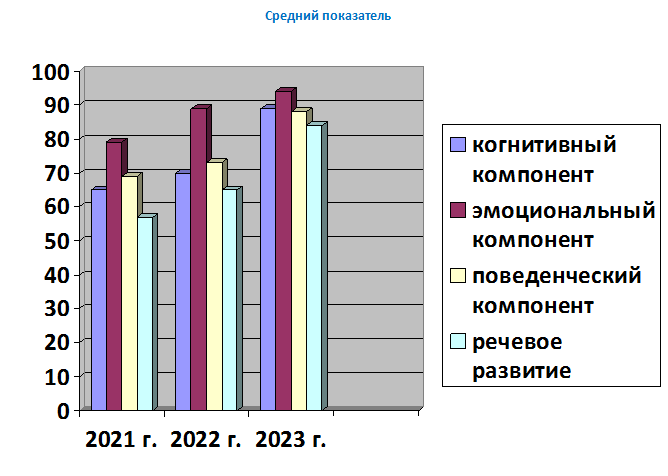 Средний показатель
100
90
80
70
60
50
40
30
20
10
0
2021 г. 2022 г. 2023 г.
когнитивный
компонент
эмоциональный
компонент
поведенческий
компонент
речевое
развитие